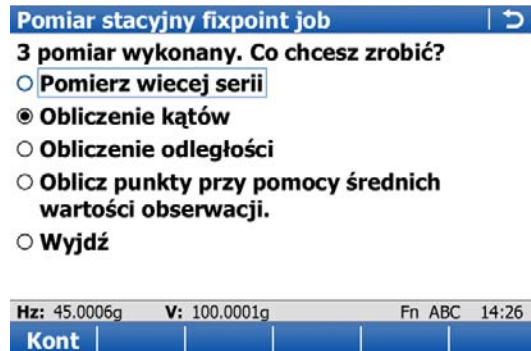 Pomiar stacyjny fixpoint job
3 pomiar wykonany. Co chcesz zrobić?
Pomierz wiecej serii
Obliczenie kątów
Obliczenie odległości
Oblicz punkty przy pomocy średnich
wartości obserwacji.
Wyjdź
Hz: 45.0006g V: 100.0001g Fn ABC 14:26
Kont